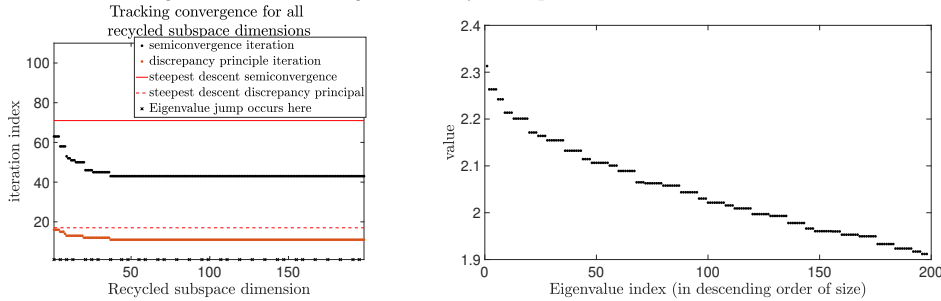 Tracking convergence for all
recycled subspace dimensions
semiconvergence iteration
discrepancy principle iteration
steepest descent semiconvergence
steepest descent discrepancy principal
Eigenvalue jump occurs here
iteration index
100
80
60
40
20
50
100
150
Recycled subspace dimension
2.4
2.3
2.2
2.1
2
1.9
value
0
50
100
150
200
Eigenvalue index (in descending order of size)